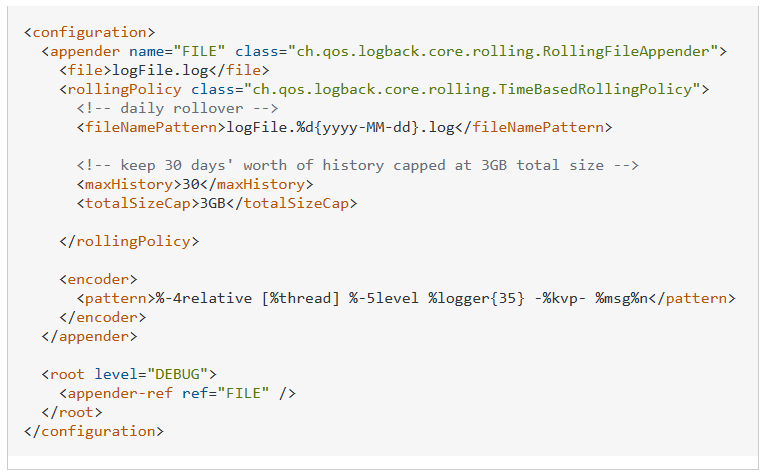 <configuration>
  <appender name="FILE" class="ch.qos.logback.core.rolling.RollingFileAppender">
    <file>logFile.log</file>
    <rollingPolicy class="ch.qos.logback.core.rolling.TimeBasedRollingPolicy">
      <!-- daily rollover -->
      <fileNamePattern>logFile.%d{yyyy-MM-dd}.log</fileNamePattern>

      <!-- keep 30 days' worth of history capped at 3GB total size -->
      <maxHistory>30</maxHistory>
      <totalSizeCap>3GB</totalSizeCap>

    </rollingPolicy>

    <encoder>
      <pattern>%-4relative [%thread] %-5level %logger{35} -%kvp- %msg%n</pattern>
    </encoder>
  </appender>

  <root level="DEBUG">
    <appender-ref ref="FILE" />
  </root>
</configuration>